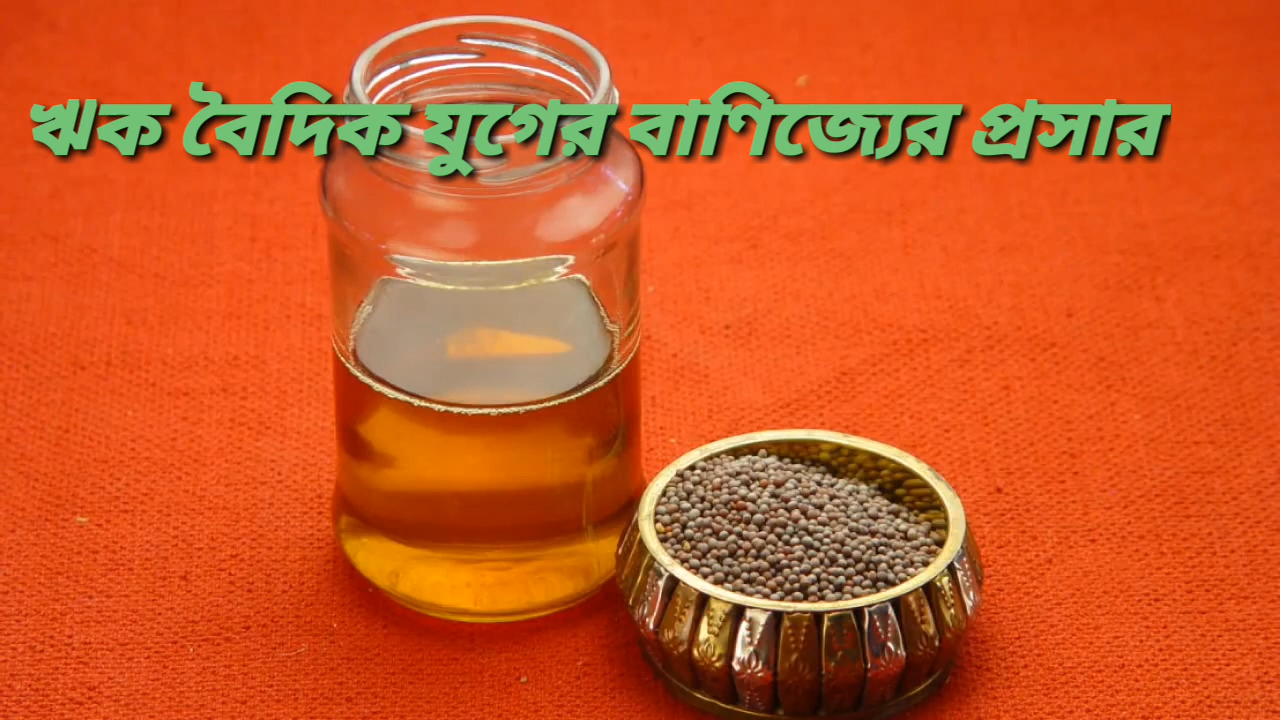 ঋক বৈদিক যুগের বাণিজ্যের প্রসার